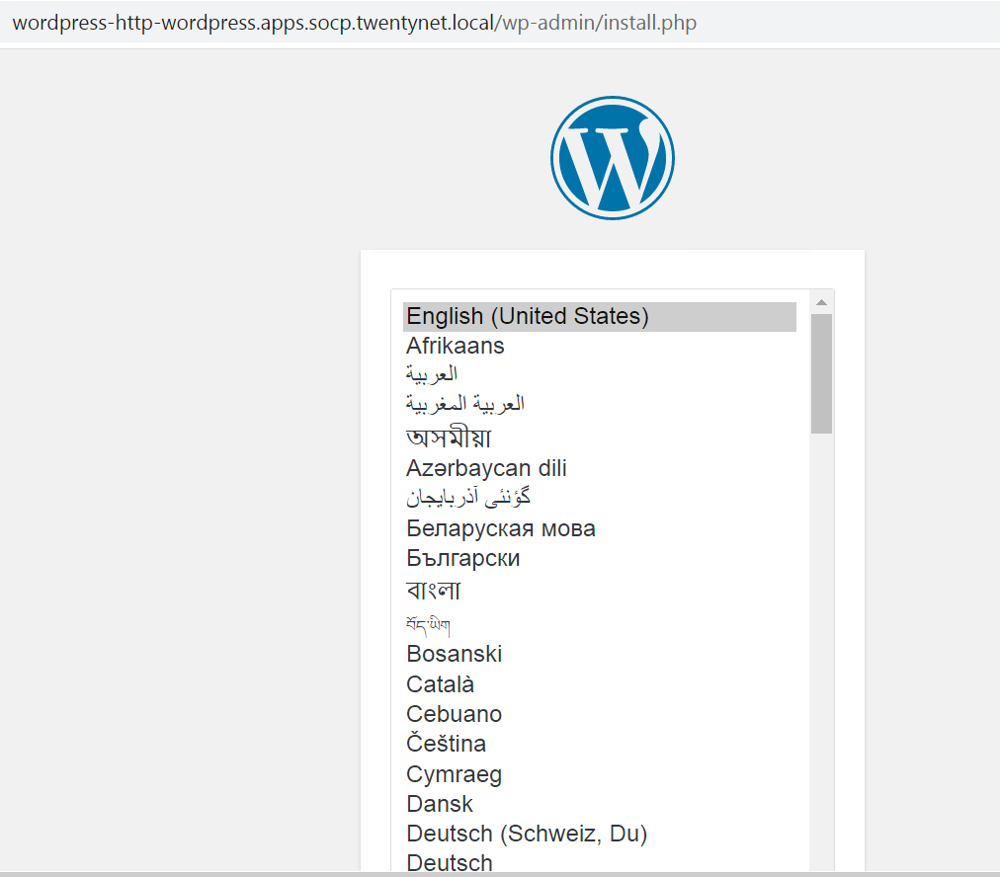 wordpress-http-wordpress.apps.socp.twentynet.local/wp-admin/install.php
English (United States)
Afrikaans
العربية
العربية المغربية
অসমীয়া
Azərbaycan dili
گؤنئی آذربایجان
Беларуская мова
Български
বাংলা
བོད་ཡིག
Bosanski
Català
Cebuano
Čeština
Cymraeg
Dansk
Deutsch (Schweiz, Du)
Deutsch